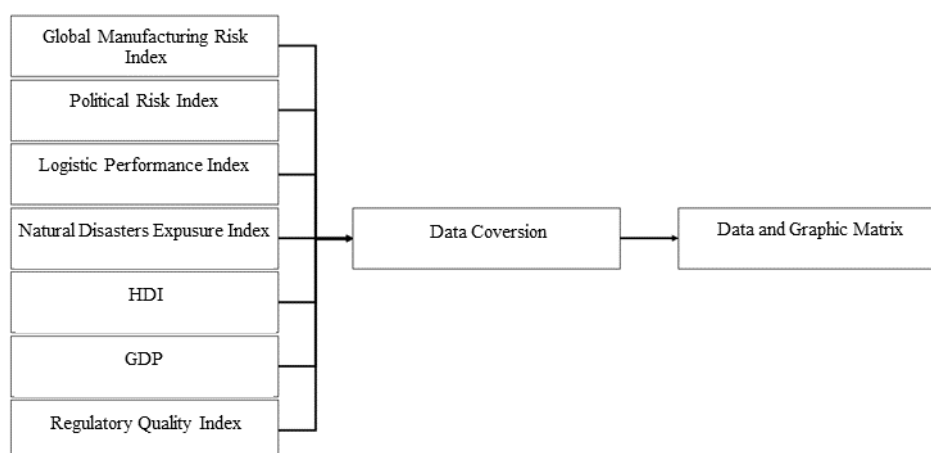 Global Manufacturing Risk
Index
Political Risk Index
Logistic Performance Index
Natural Disasters Expusure Index
HDI
GDP
Regulatory Quality Index
Data Coversion
Data and Graphic Matrix